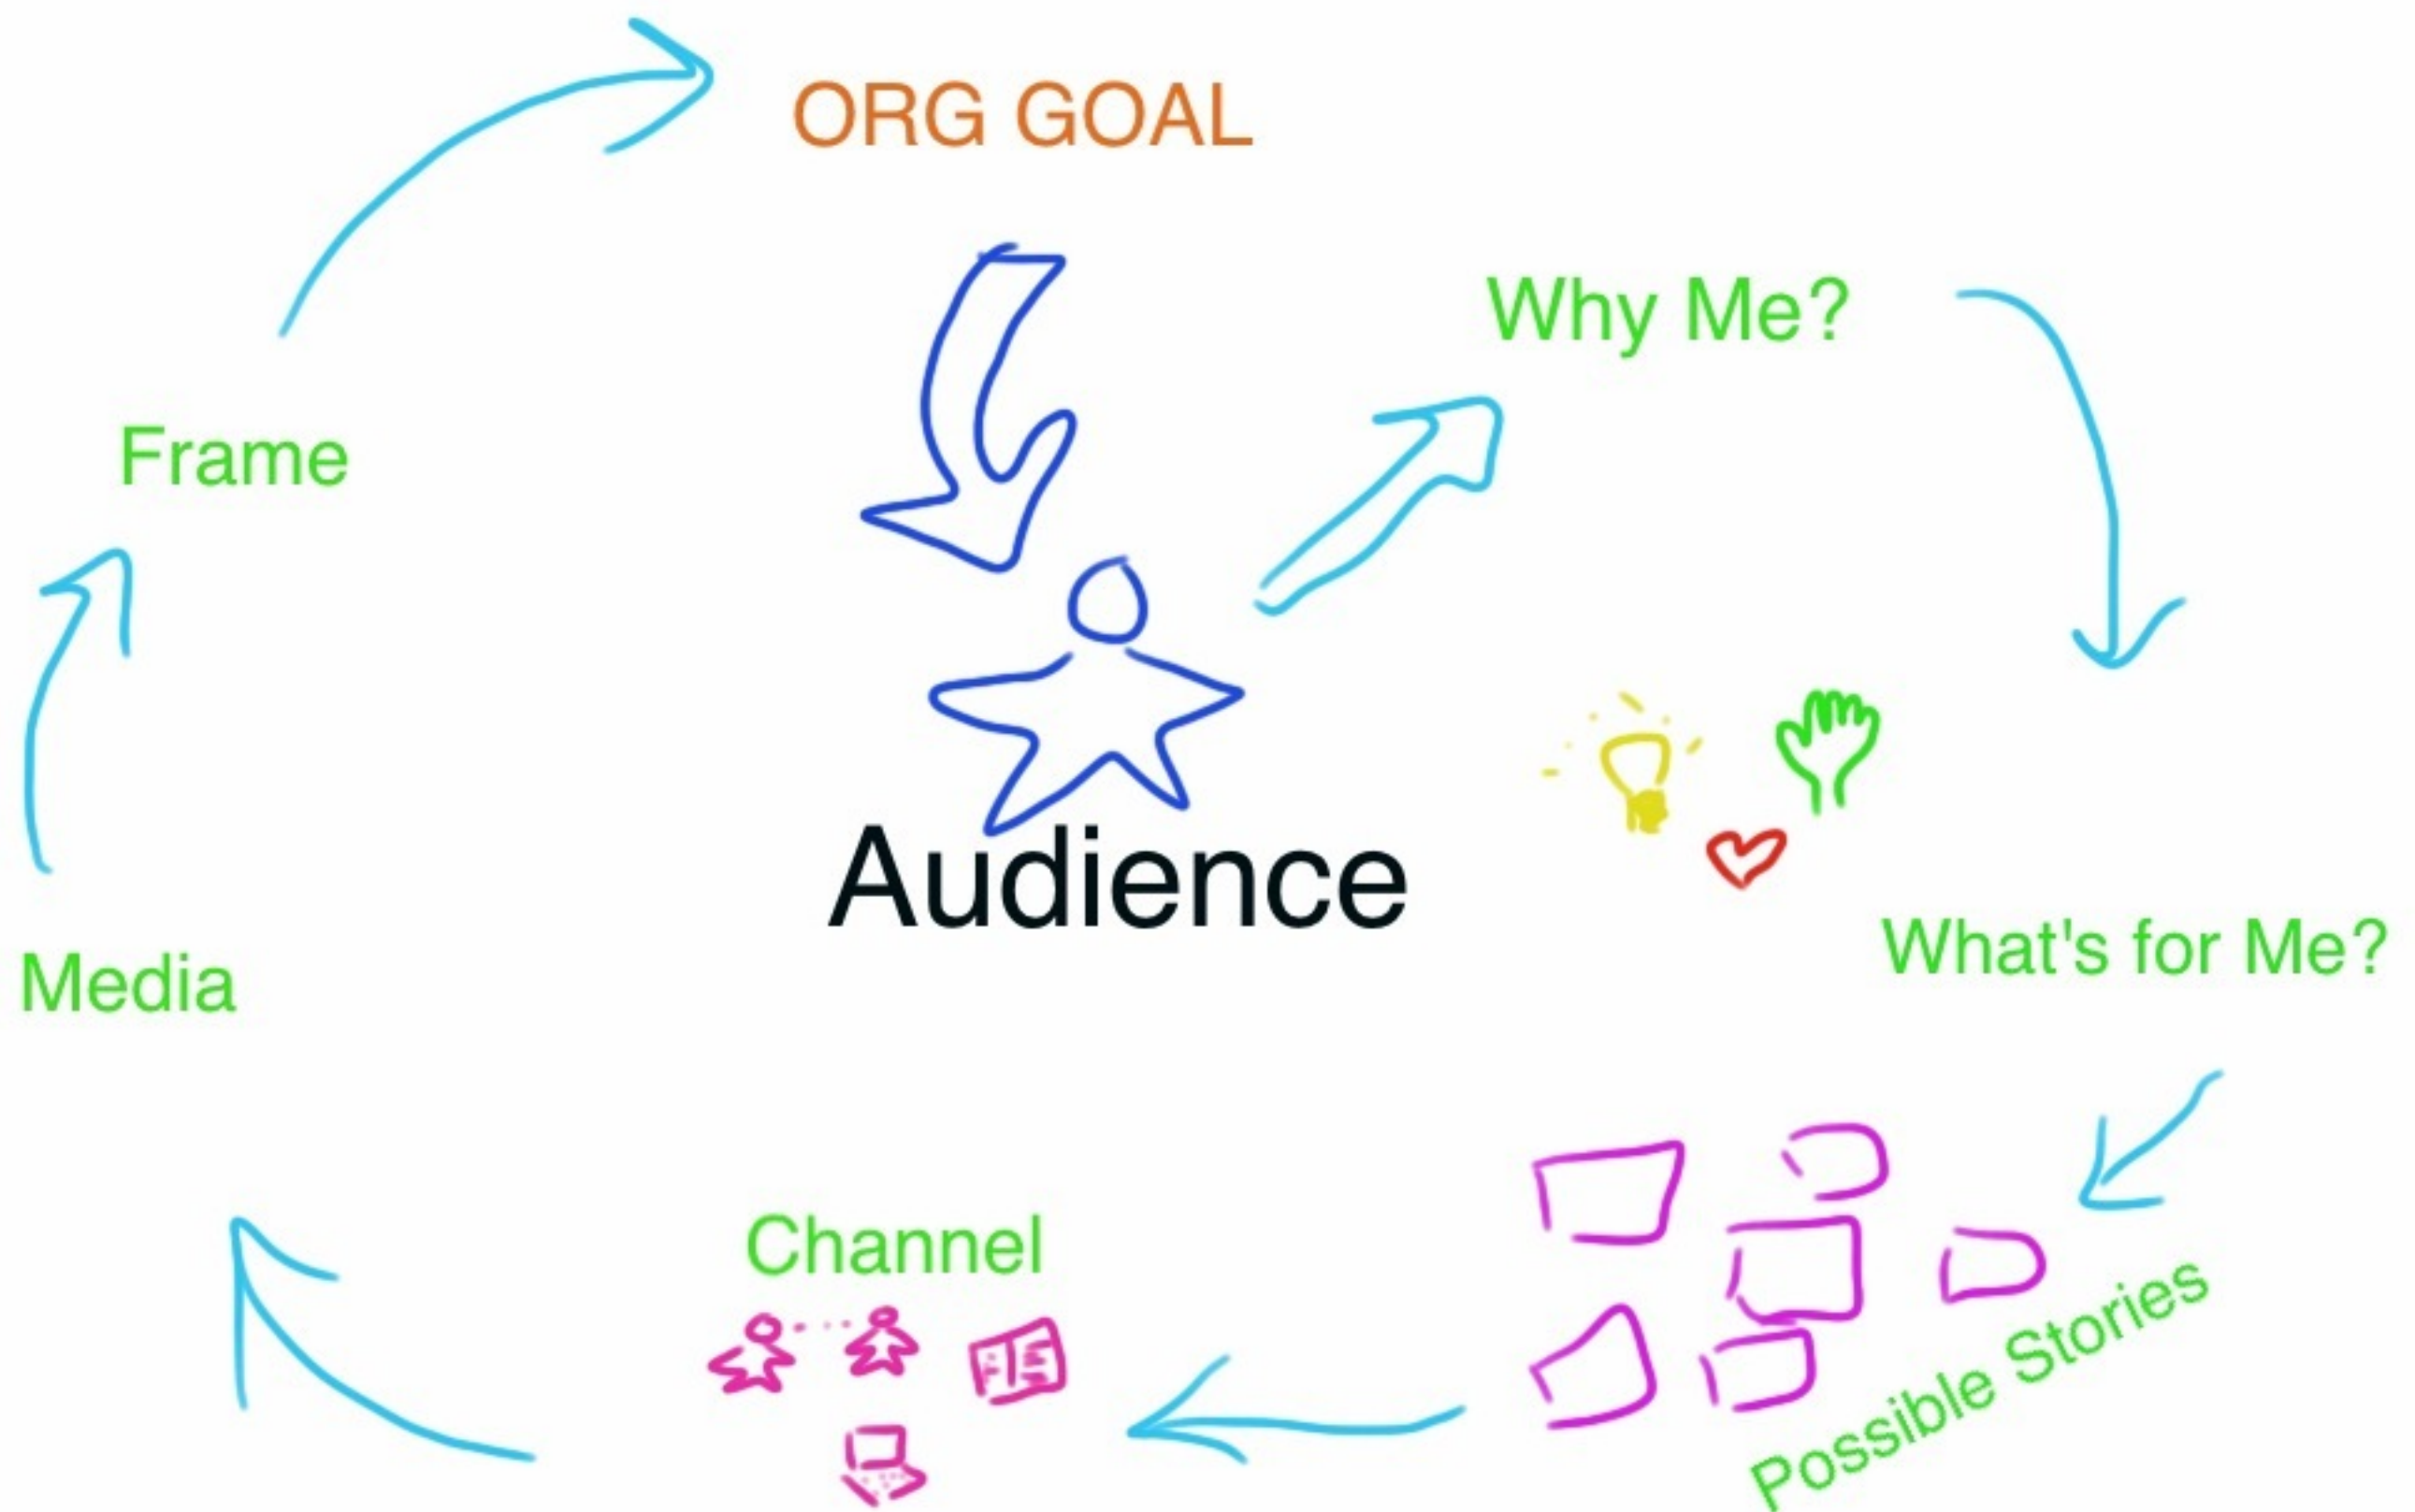 ORG GOAL
Why Me?
Frame
Audience
What's for Me?
Media
Channel
Possible Stories